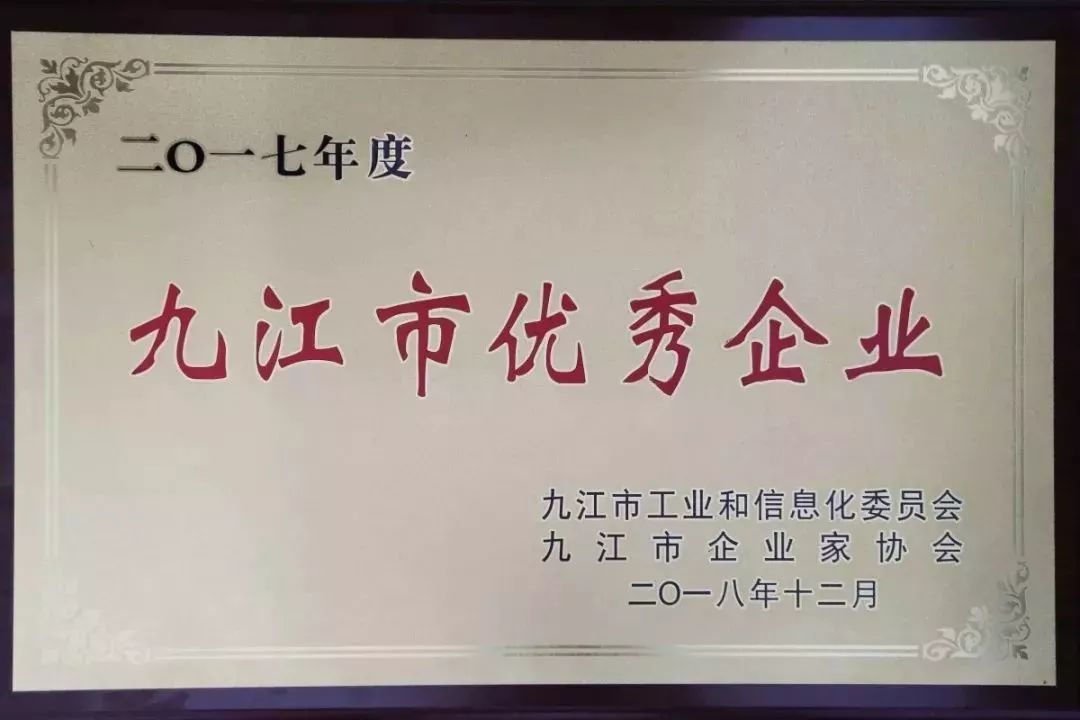 二〇一七年度
九江市优秀企业
九江市工业和信息化委员会
九江市企业家协会
二〇一八年十二月